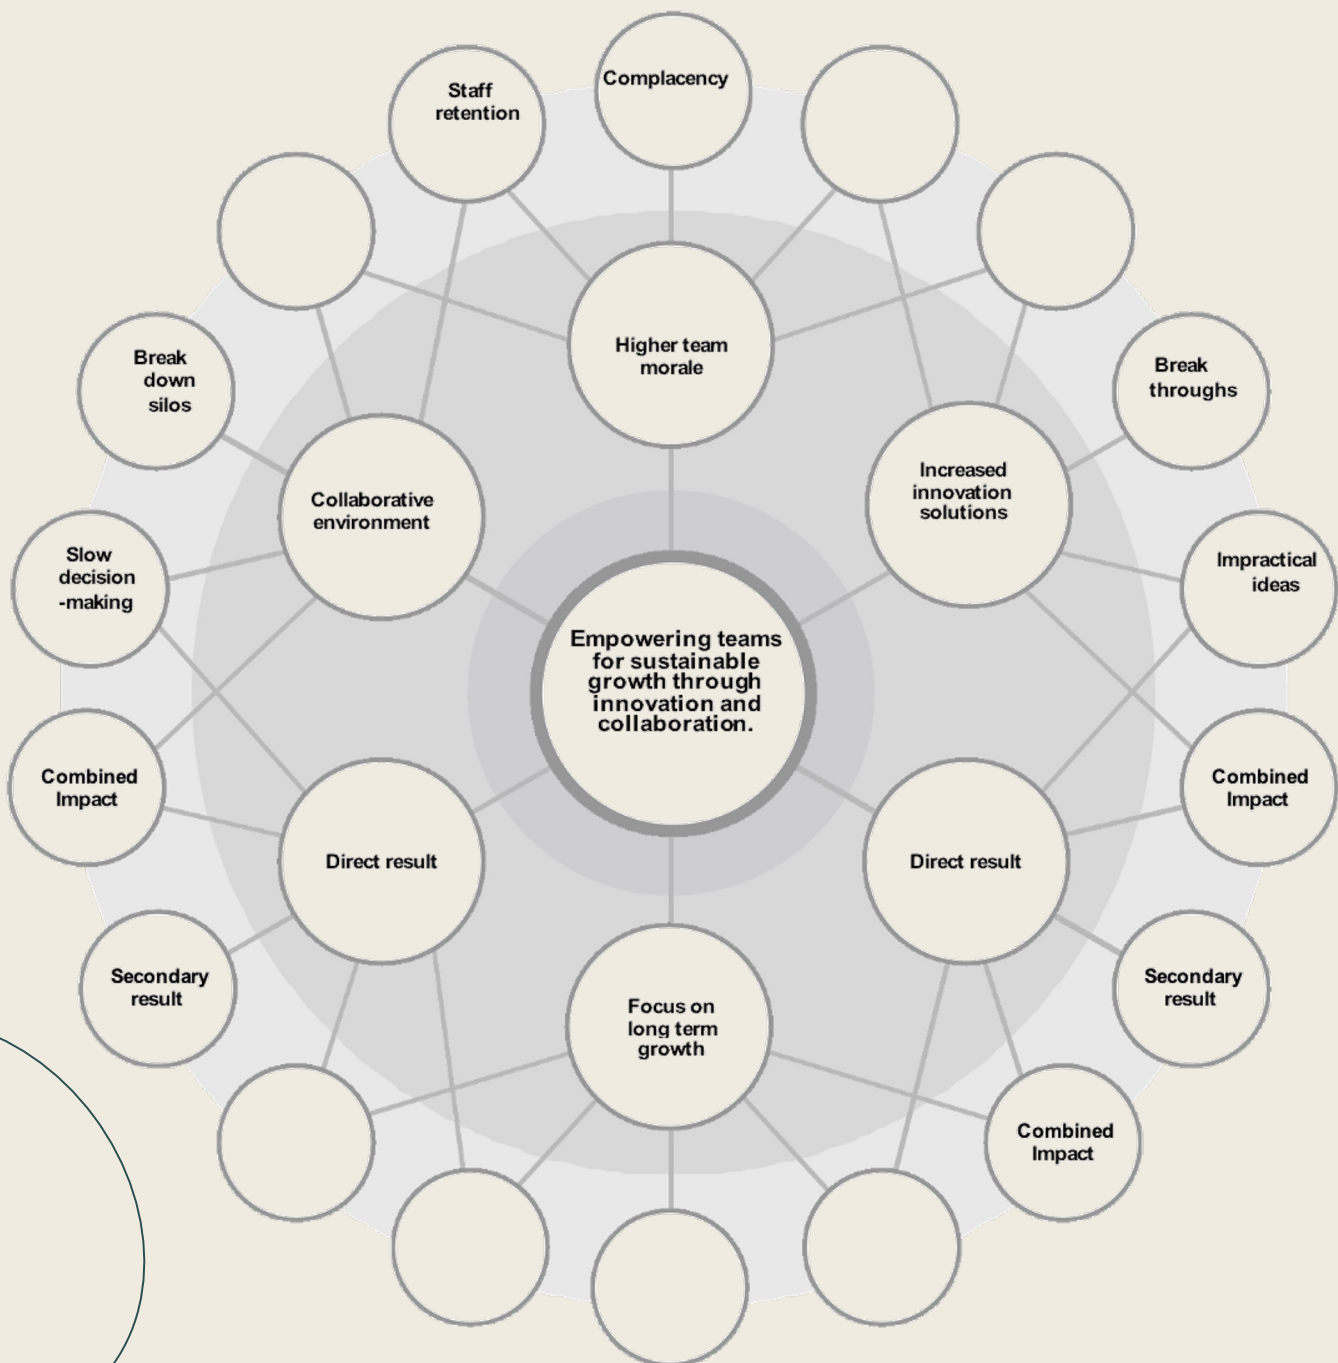 Complacency
Staff
retention
Break
down
silos
Break
throughs
Higher team
morale
Increased
innovation
solutions
Collaborative
environment
Slow
decision
-making
Impractical
ideas
Empowering teams
for sustainable
growth through
innovation and
collaboration.
Combined
Impact
Combined
Impact
Direct result
Direct result
Secondary
result
Secondary
result
Focus on
long term
growth
Combined
Impact